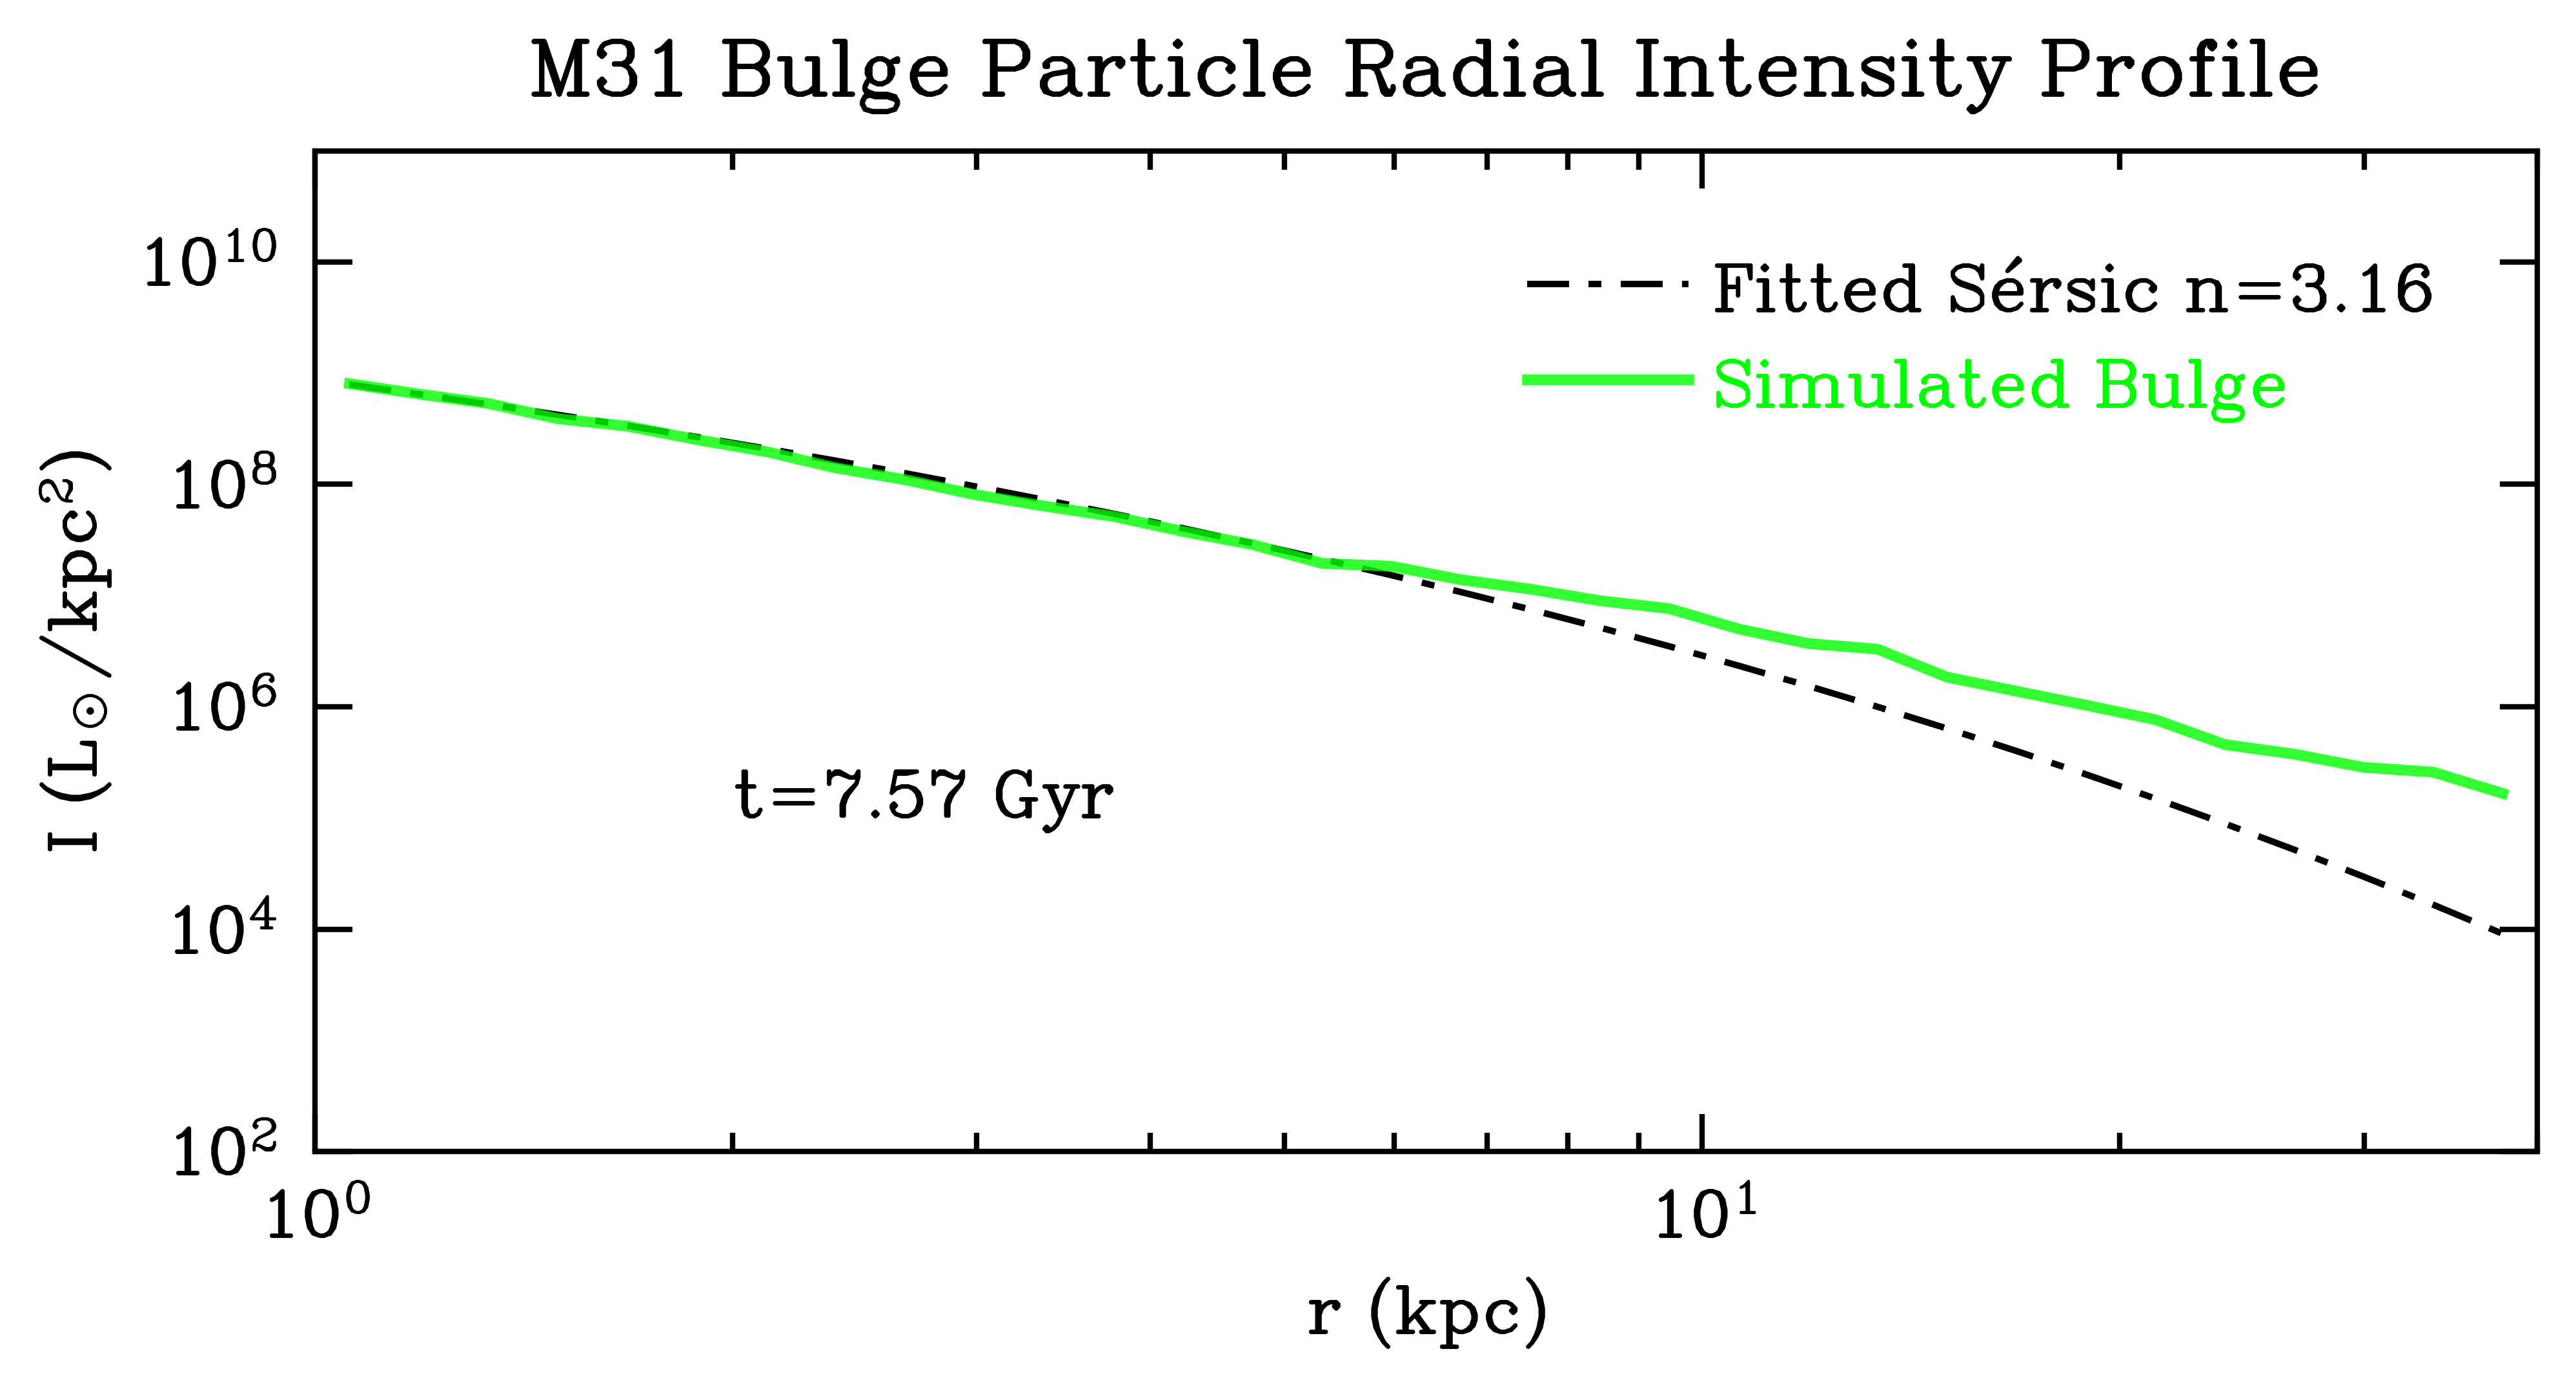 M31 Bulge Particle Radial Intensity Profile
10¹⁰
Fitted Sérsic n=3.16
Simulated Bulge
10⁸
I (L⊙/kpc²)
10⁶
t=7.57 Gyr
10⁴
10²
10⁰
10¹
r (kpc)